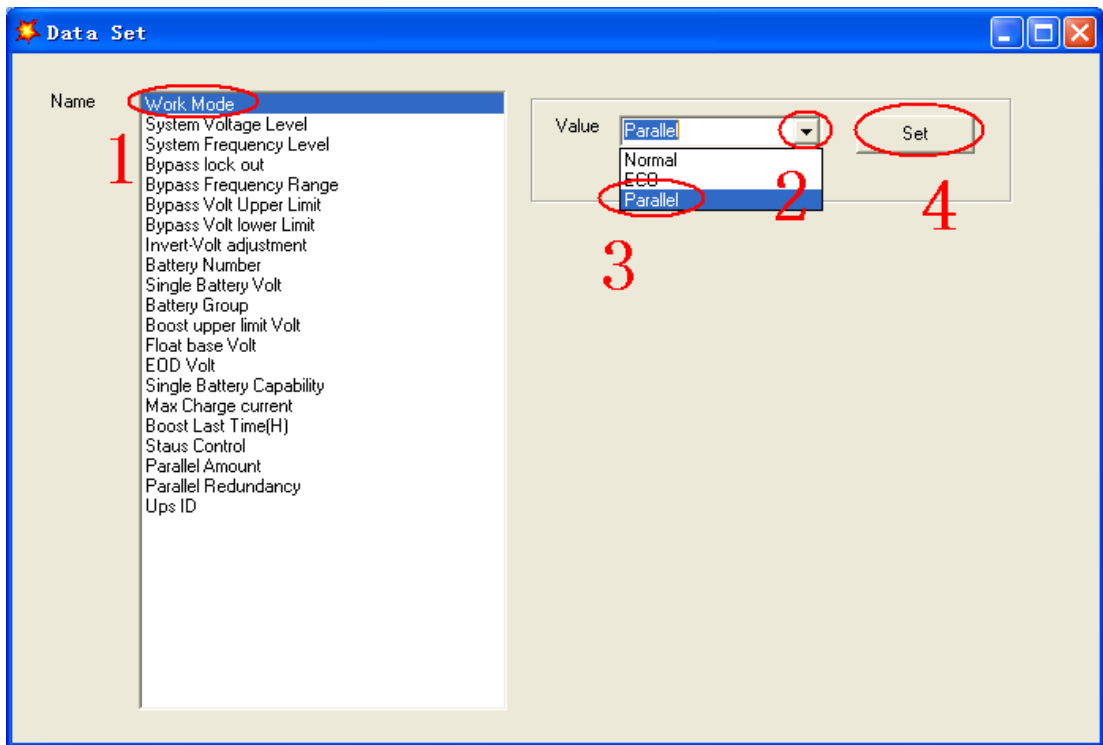 Data Set
Name
Work Mode
System Voltage Level
System Frequency Level
Bypass lock out
Bypass Frequency Range
Bypass Volt Upper Limit
Bypass Volt lower Limit
Invert-Volt adjustment
Battery Number
Single Battery Volt
Battery Group
Boost upper limit Volt
Float base Volt
EOD Volt
Single Battery Capability
Max Charge current
Boost Last Time(H)
Staus Control
Parallel Amount
Parallel Redundancy
Ups ID
1
Value
Parallel
Set
Normal
ECO
Parallel
2
3
4